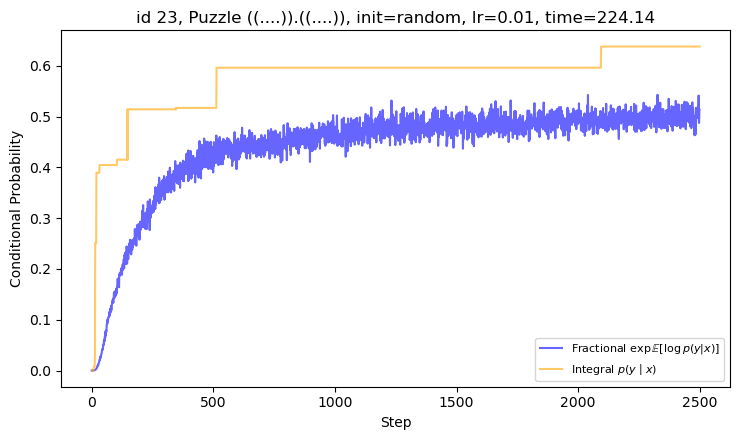 id 23, Puzzle ((....)).((....)), init=random, lr=0.01, time=224.14
Conditional Probability
0.6
0.5
0.4
0.3
0.2
0.1
0.0
0
500
1000
1500
2000
2500
Step
Fractional exp𝔼[log p(y|x)]
Integral p(y | x)